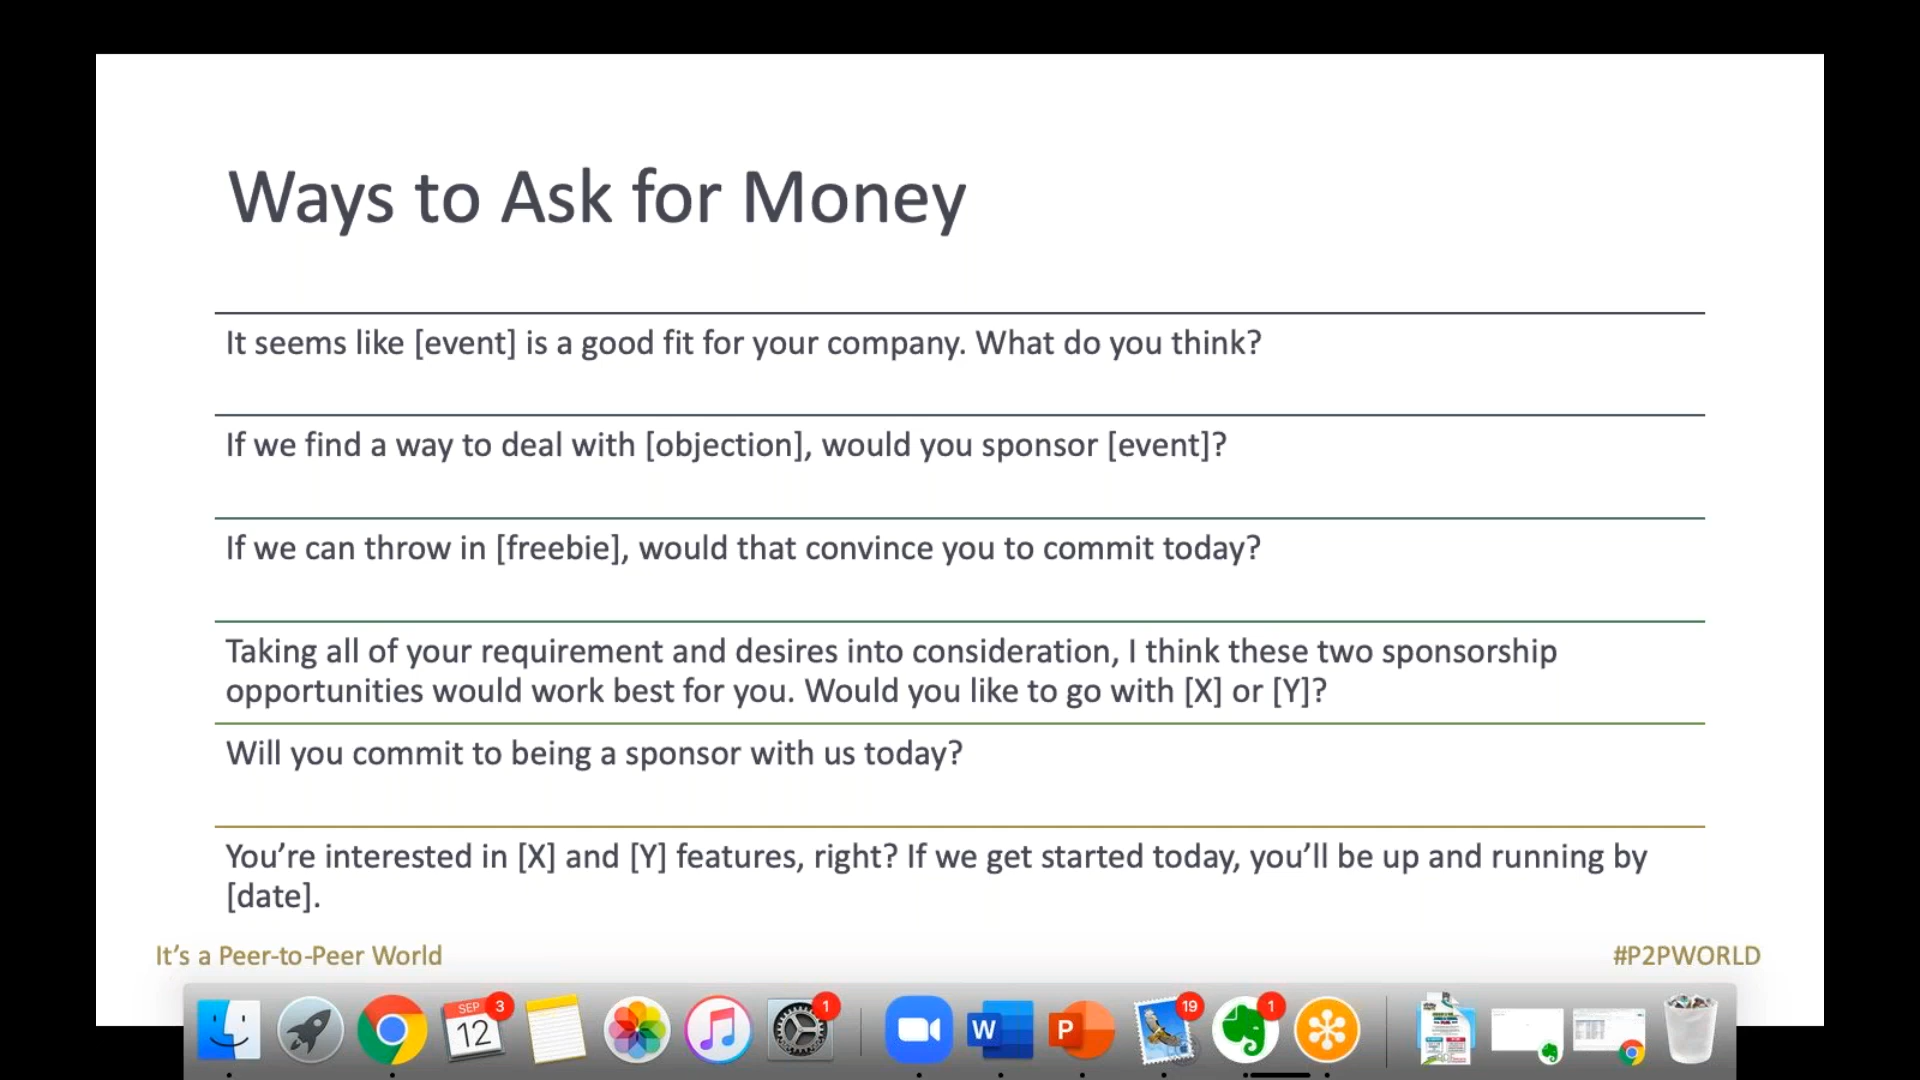 Ways to Ask for Money
It seems like [event] is a good fit for your company. What do you think?
If we find a way to deal with [objection], would you sponsor [event]?
If we can throw in [freebie], would that convince you to commit today?
Taking all of your requirement and desires into consideration, I think these two sponsorship
opportunities would work best for you. Would you like to go with [X] or [Y]?
Will you commit to being a sponsor with us today?
You’re interested in [X] and [Y] features, right? If we get started today, you’ll be up and running by
[date].
It’s a Peer-to-Peer World
#P2PWORLD
SEP
3
12
1
W
P
19
1